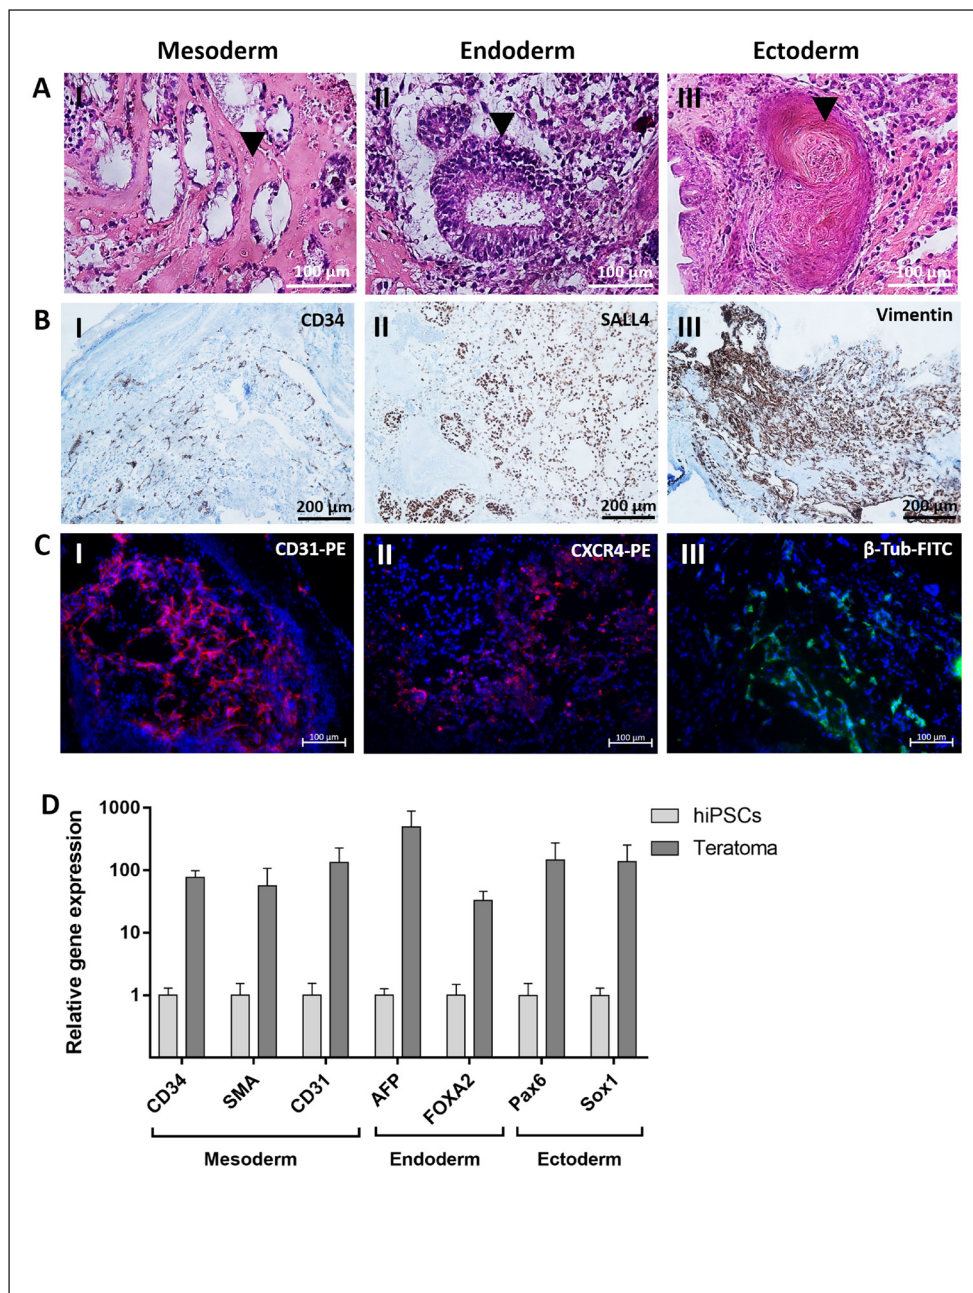 Mesoderm Endoderm Ectoderm
A I II III
100 µm 100 µm 100 µm
B I CD34 II SALL4 III Vimentin
200 µm 200 µm 200 µm
C I CD31-PE II CXCR4-PE III β-Tub-FITC
100 µm 100 µm 100 µm
D
Relative gene expression
1000
100
10
1
hiPSCs
Teratoma
CD34 SMA CD31 AFP FOXA2 Pax6 Sox1
Mesoderm Endoderm Ectoderm